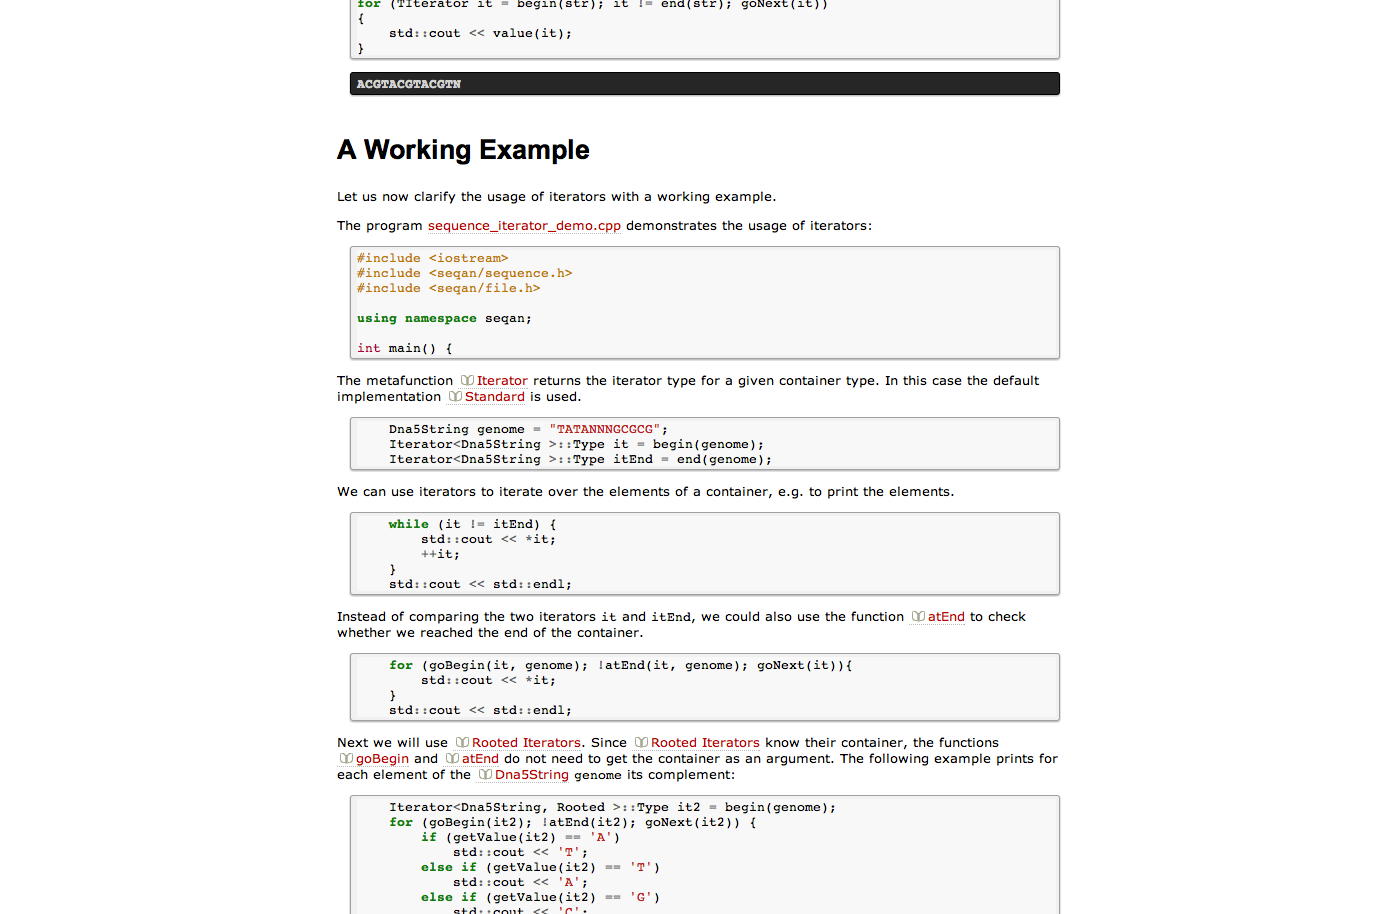 for (TIterator it = begin(str); it != end(str); goNext(it))
{
    std::cout << value(it);
}
ACGTACGTACGTN
A Working Example
Let us now clarify the usage of iterators with a working example.
The program sequence_iterator_demo.cpp demonstrates the usage of iterators:
#include <iostream>
#include <seqan/sequence.h>
#include <seqan/file.h>
using namespace seqan;
int main() {
The metafunction Iterator returns the iterator type for a given container type. In this case the default
implementation Standard is used.
    Dna5String genome = "TATANNNGCGCG";
    Iterator<Dna5String >::Type it = begin(genome);
    Iterator<Dna5String >::Type itEnd = end(genome);
We can use iterators to iterate over the elements of a container, e.g. to print the elements.
    while (it != itEnd) {
        std::cout << *it;
        ++it;
    }
    std::cout << std::endl;
Instead of comparing the two iterators it and itEnd, we could also use the function atEnd to check
whether we reached the end of the container.
    for (goBegin(it, genome); !atEnd(it, genome); goNext(it)){
        std::cout << *it;
    }
    std::cout << std::endl;
Next we will use Rooted Iterators. Since Rooted Iterators know their container, the functions
goBegin and atEnd do not need to get the container as an argument. The following example prints for
each element of the Dna5String genome its complement:
    Iterator<Dna5String, Rooted >::Type it2 = begin(genome);
    for (goBegin(it2); !atEnd(it2); goNext(it2)) {
        if (getValue(it2) == 'A')
            std::cout << 'T';
        else if (getValue(it2) == 'T')
            std::cout << 'A';
        else if (getValue(it2) == 'G')
            std::cout << 'C';